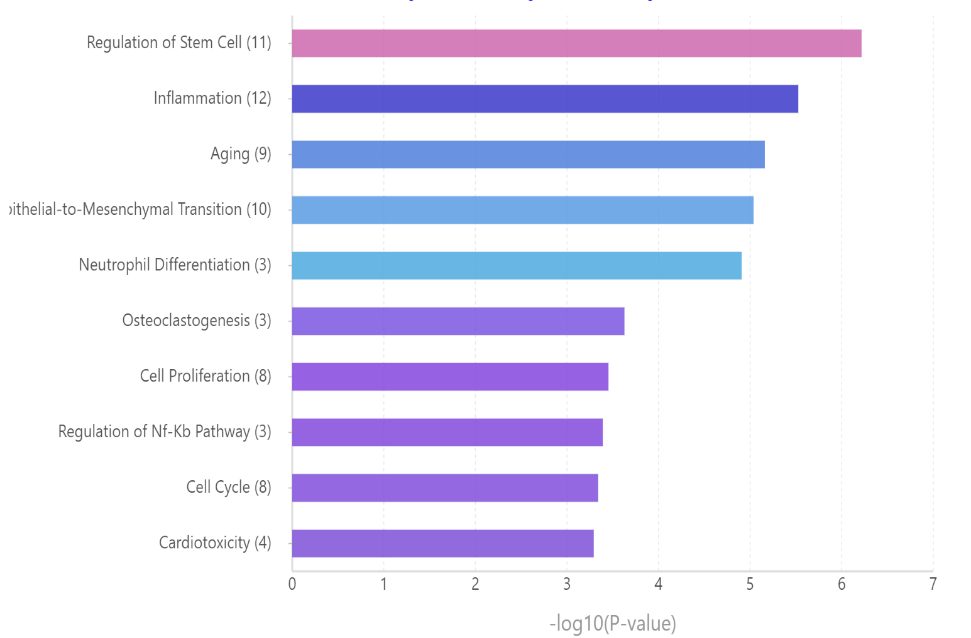 Regulation of Stem Cell (11)
Inflammation (12)
Aging (9)
ithelial-to-Mesenchymal Transition (10)
Neutrophil Differentiation (3)
Osteoclastogenesis (3)
Cell Proliferation (8)
Regulation of Nf-Kb Pathway (3)
Cell Cycle (8)
Cardiotoxicity (4)
0 1 2 3 4 5 6 7
-log10(P-value)